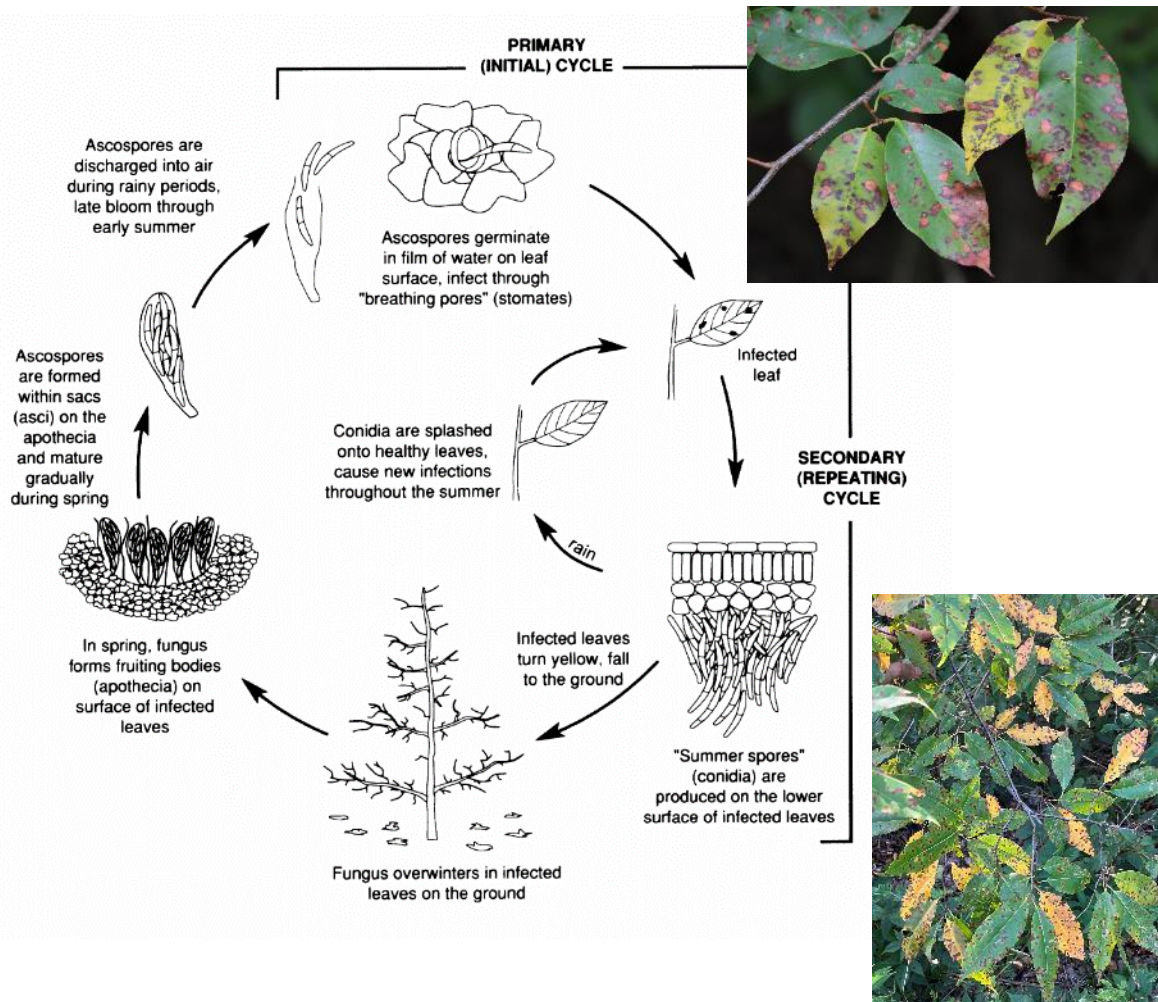 PRIMARY
(INITIAL) CYCLE
Ascospores are
discharged into air
during rainy periods,
late bloom through
early summer
Ascospores germinate
in film of water on leaf
surface, infect through
"breathing pores" (stomates)
Infected
leaf
Ascospores
are formed
within sacs
(asci) on the
apothecia
and mature
gradually
during spring
Conidia are splashed
onto healthy leaves,
cause new infections
throughout the summer
SECONDARY
(REPEATING)
CYCLE
rain
In spring, fungus
forms fruiting bodies
(apothecia) on
surface of infected
leaves
Infected leaves
turn yellow, fall
to the ground
"Summer spores"
(conidia) are
produced on the lower
surface of infected leaves
Fungus overwinters in infected
leaves on the ground